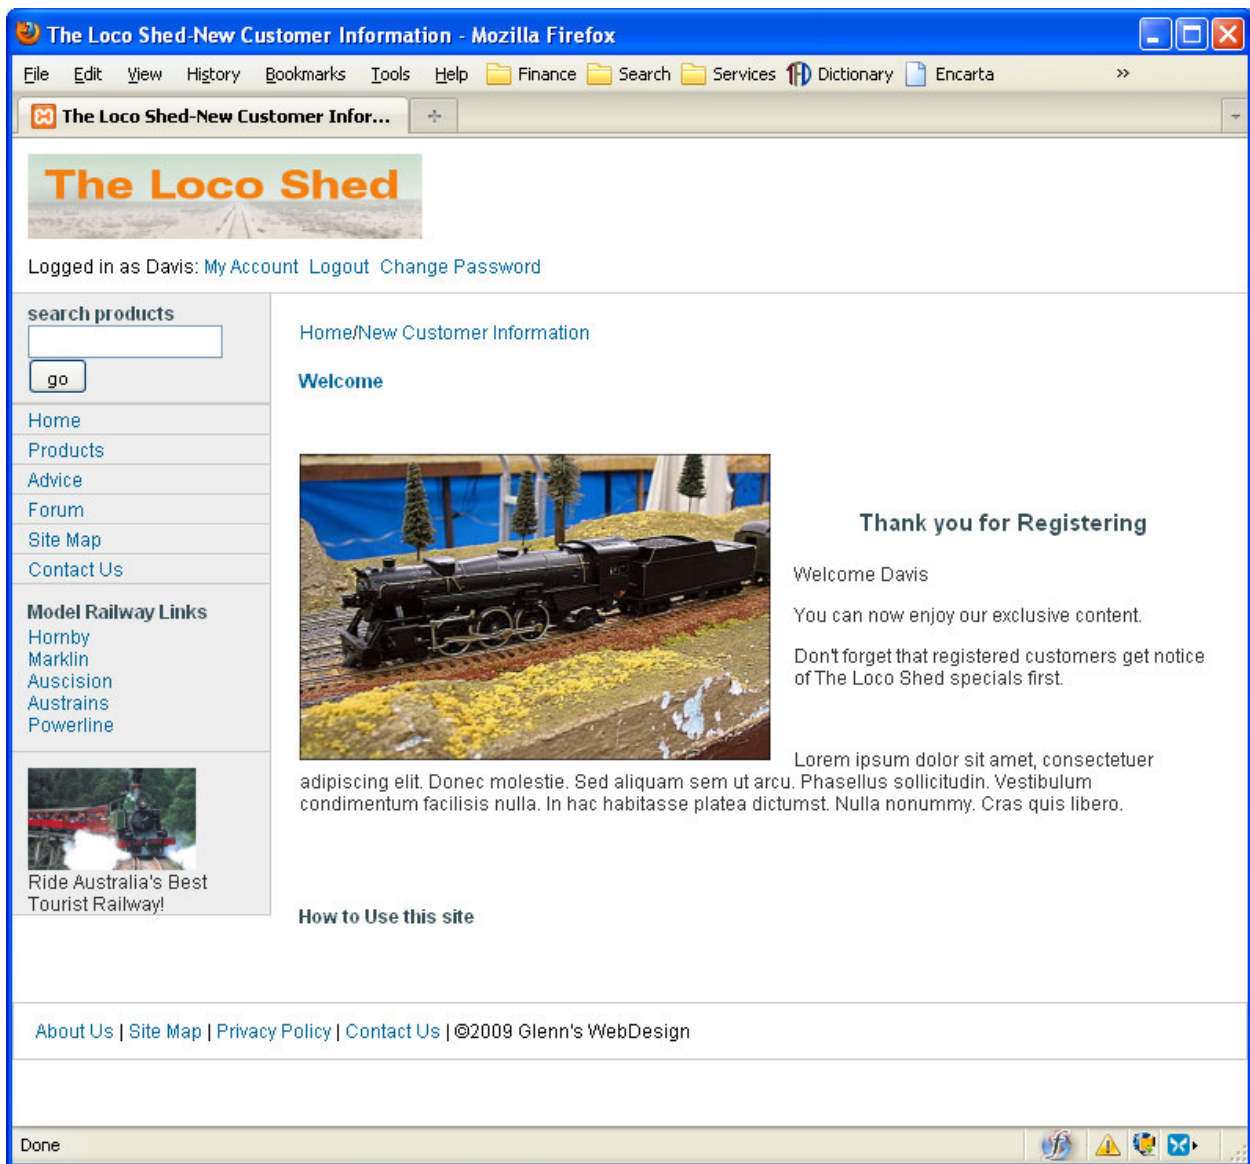 The Loco Shed-New Customer Information - Mozilla Firefox
File Edit View History Bookmarks Tools Help Finance Search Services Dictionary Encarta »
The Loco Shed-New Customer Infor...
The Loco Shed
Logged in as Davis: My Account Logout Change Password
search products
go
Home
Products
Advice
Forum
Site Map
Contact Us
Model Railway Links
Hornby
Marklin
Auscision
Austrains
Powerline
Ride Australia's Best
Tourist Railway!
Home/New Customer Information
Welcome
Thank you for Registering
Welcome Davis
You can now enjoy our exclusive content.
Don't forget that registered customers get notice
of The Loco Shed specials first.
Lorem ipsum dolor sit amet, consectetuer
adipiscing elit. Donec molestie. Sed aliquam sem ut arcu. Phasellus sollicitudin. Vestibulum
condimentum facilisis nulla. In hac habitasse platea dictumst. Nulla nonummy. Cras quis libero.
How to Use this site
About Us | Site Map | Privacy Policy | Contact Us | ©2009 Glenn's WebDesign
Done